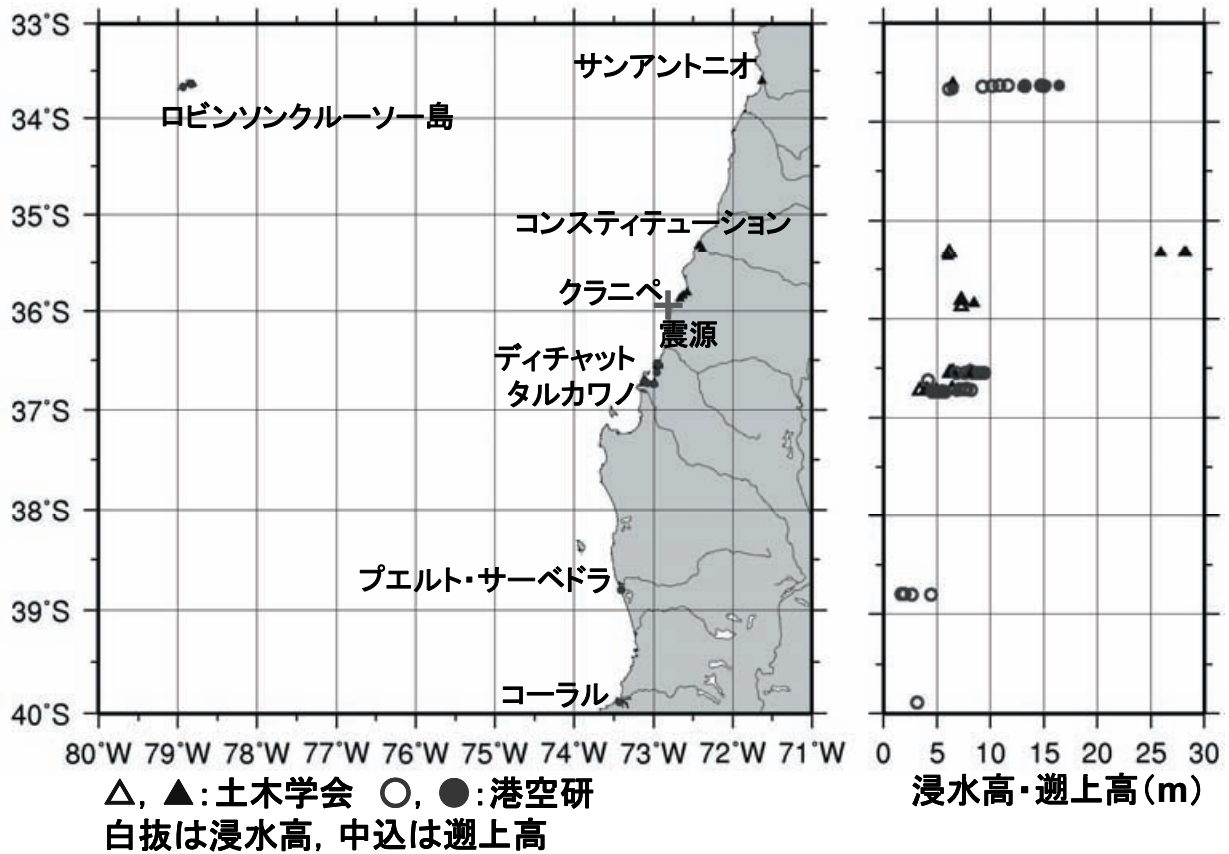 33°S
34°S
35°S
36°S
37°S
38°S
39°S
40°S
サンアントニオ
ロビンソンクルーソー島
コンスティテューション
クラニペ
震源
ディチャット
タルカワノ
プエルト・サーベドラ
コーラル
80°W 79°W 78°W 77°W 76°W 75°W 74°W 73°W 72°W 71°W
0 5 10 15 20 25 30
浸水高・遡上高(m)
△, ▲:土木学会 ○, ●:港空研
白抜は浸水高, 中込は遡上高